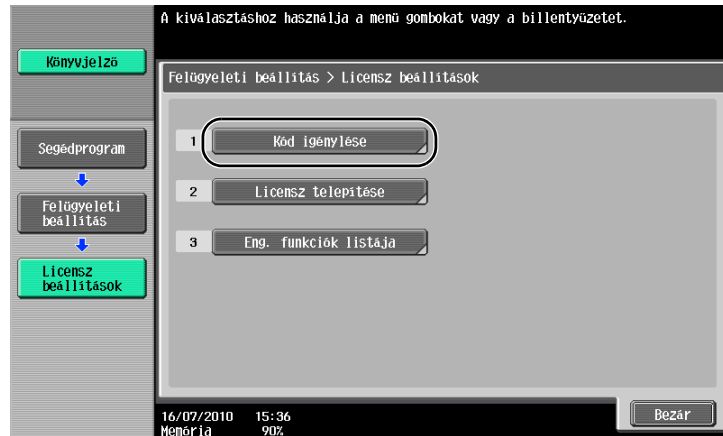 A kiválasztáshoz használja a menü gombokat vagy a billentyűzetet.
Könyvjelző
Felügyeleti beállítás > Licensz beállítások
Segédprogram
Felügyeleti
beállítás
Licensz
beállítások
1 Kód igénylése
2 Licensz telepítése
3 Eng. funkciók listája
16/07/2010 15:36
Memória 90%
Bezár